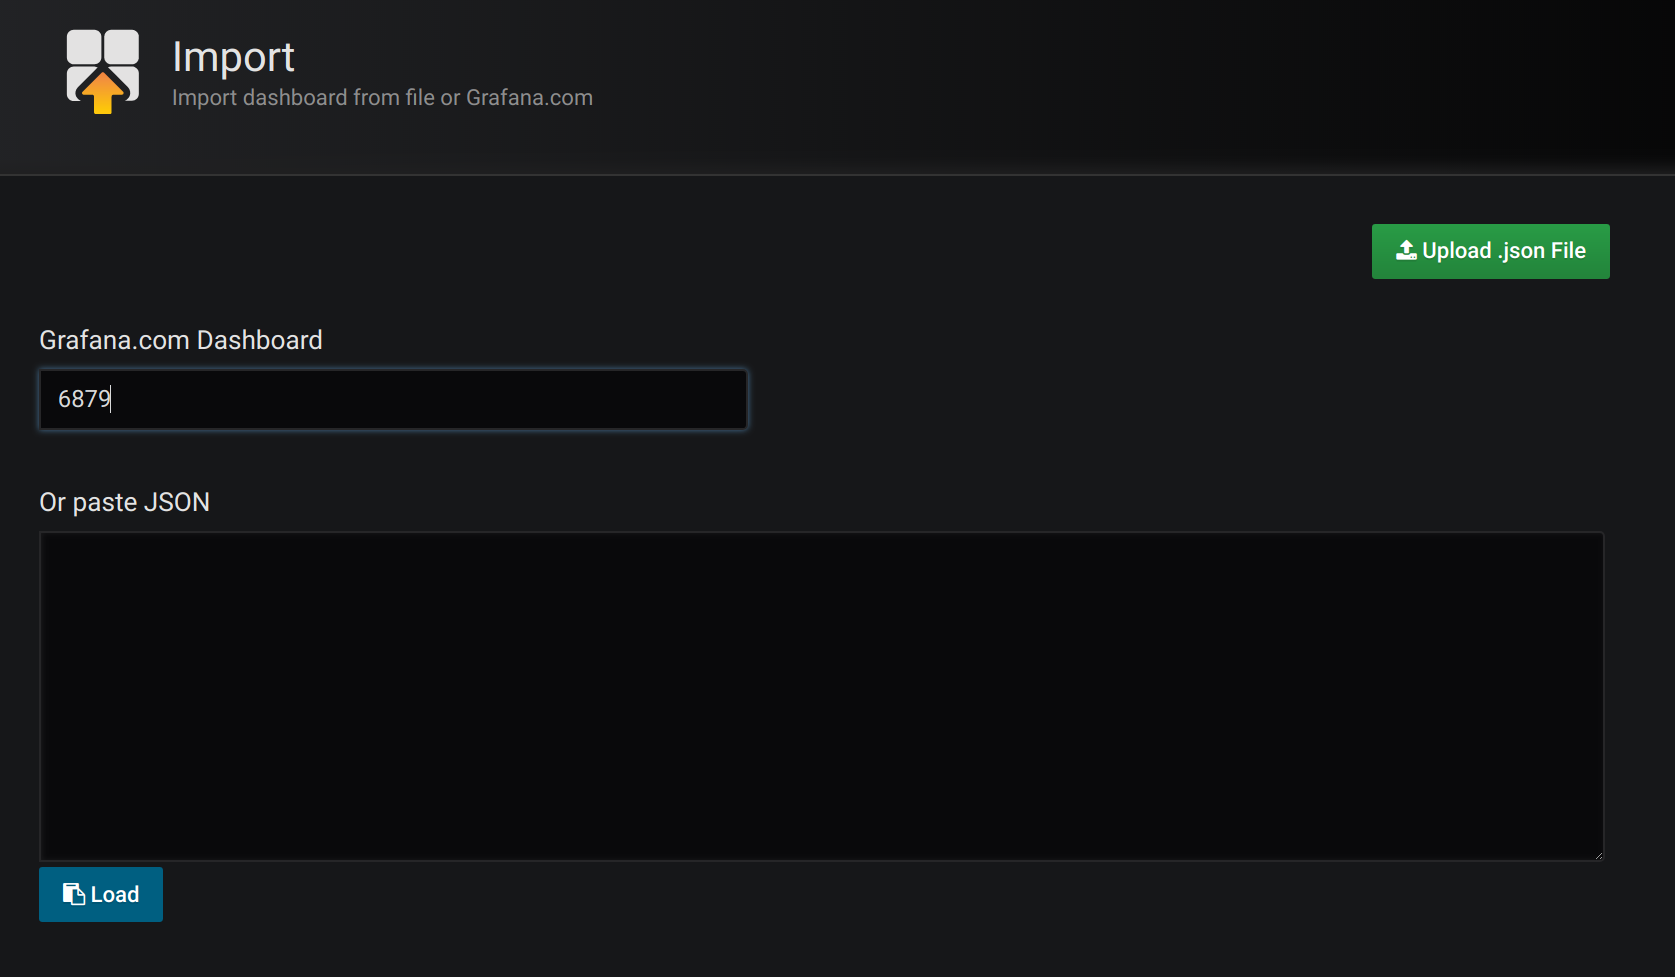 Import
Import dashboard from file or Grafana.com
Upload .json File
Grafana.com Dashboard
6879
Or paste JSON
Load